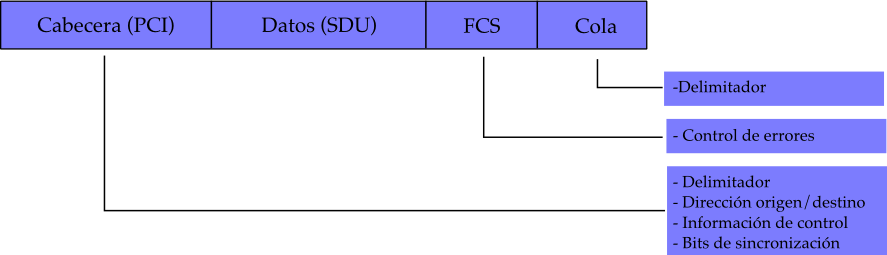 Cabecera (PCI) Datos (SDU) FCS Cola
-Delimitador
- Control de errores
- Delimitador
- Dirección origen/destino
- Información de control
- Bits de sincronización